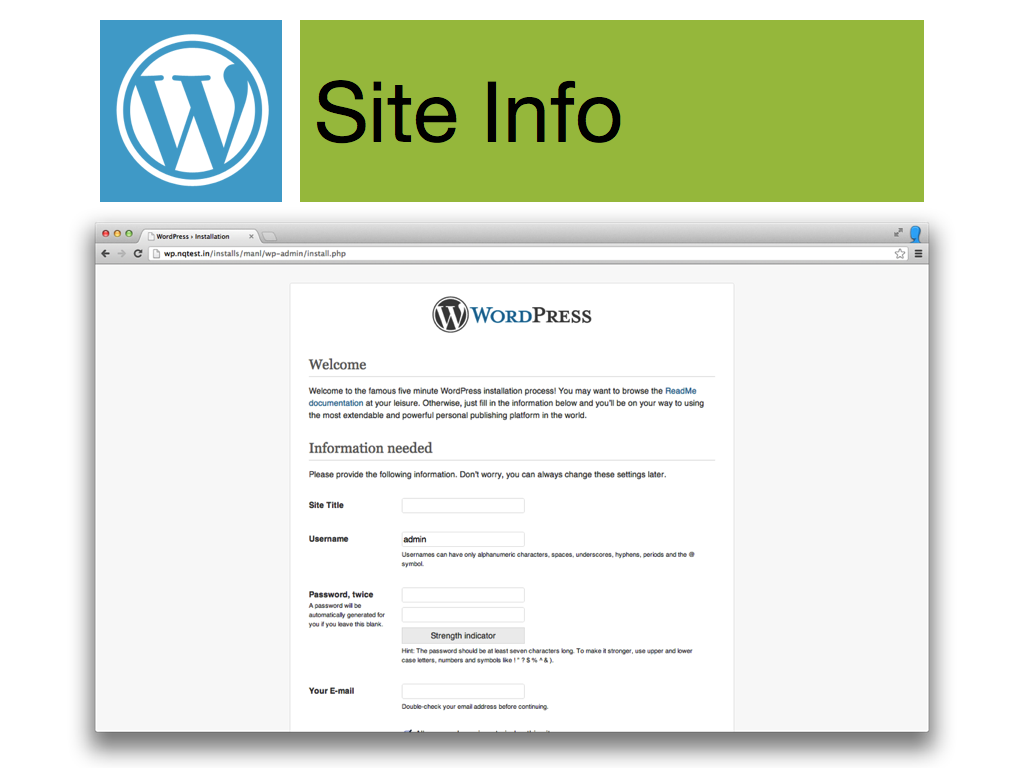 Site Info
WordPress › Installation
wp.nqtest.in/installs/manl/wp-admin/install.php
WORDPRESS
Welcome
Welcome to the famous five minute WordPress installation process! You may want to browse the ReadMe
documentation at your leisure. Otherwise, just fill in the information below and you'll be on your way to using
the most extendable and powerful personal publishing platform in the world.
Information needed
Please provide the following information. Don't worry, you can always change these settings later.
Site Title
Username
admin
Usernames can have only alphanumeric characters, spaces, underscores, hyphens, periods and the @
symbol.
Password, twice
A password will be
automatically generated for
you if you leave this blank.
Strength indicator
Hint: The password should be at least seven characters long. To make it stronger, use upper and lower
case letters, numbers and symbols like ! " ? $ % ^ & ).
Your E-mail
Double-check your email address before continuing.